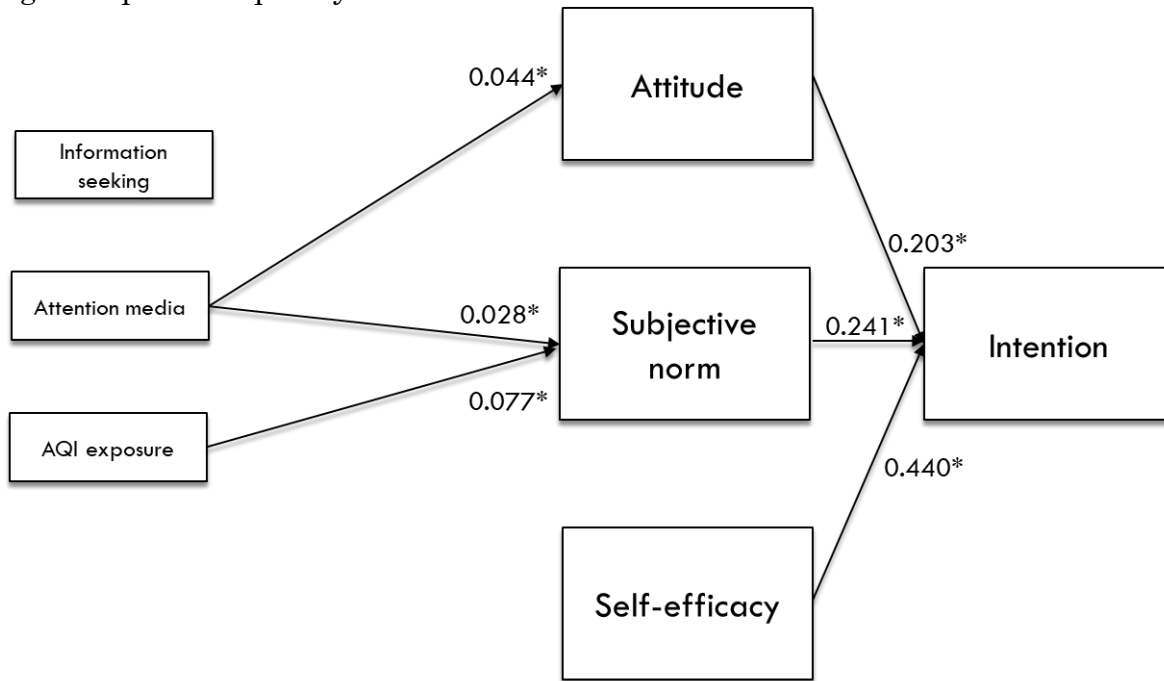 0.044*
Attitude
Information
seeking
0.203*
Attention media
0.028*
Subjective
norm
0.241*
Intention
0.077*
AQI exposure
0.440*
Self-efficacy